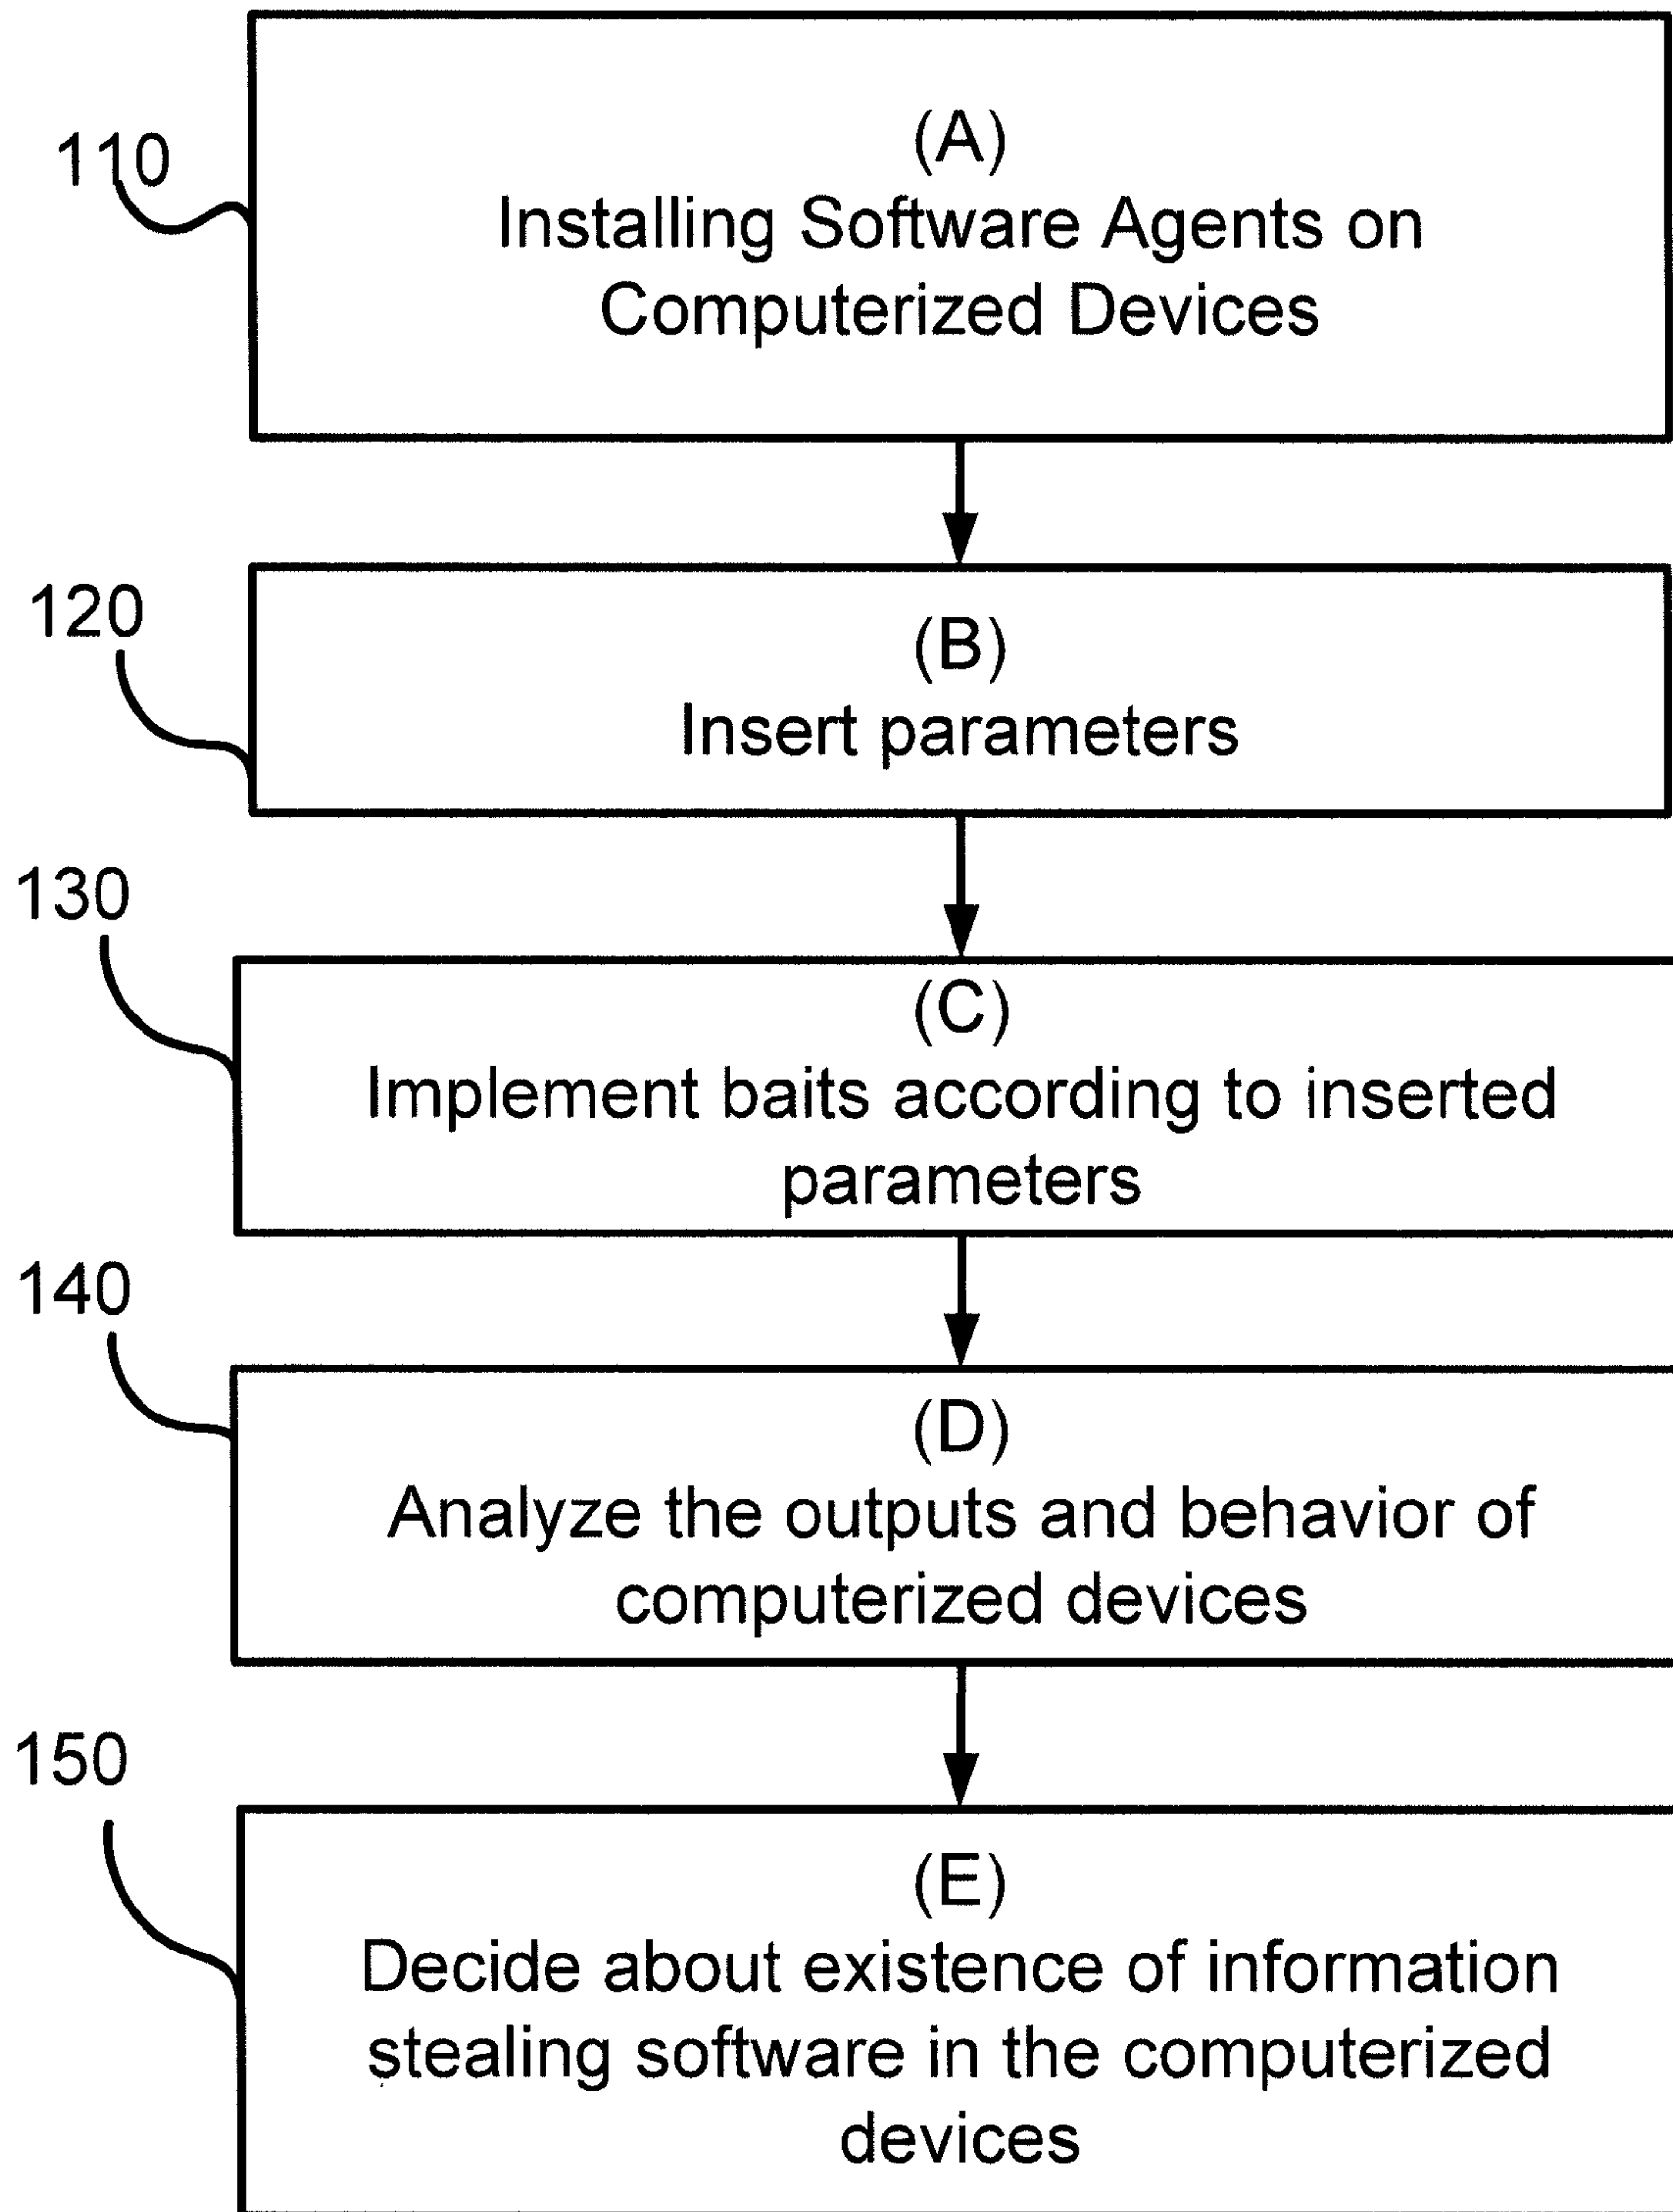 110
(A)
Installing Software Agents on
Computerized Devices
120
(B)
Insert parameters
130
(C)
Implement baits according to inserted
parameters
140
(D)
Analyze the outputs and behavior of
computerized devices
150
(E)
Decide about existence of information
stealing software in the computerized
devices